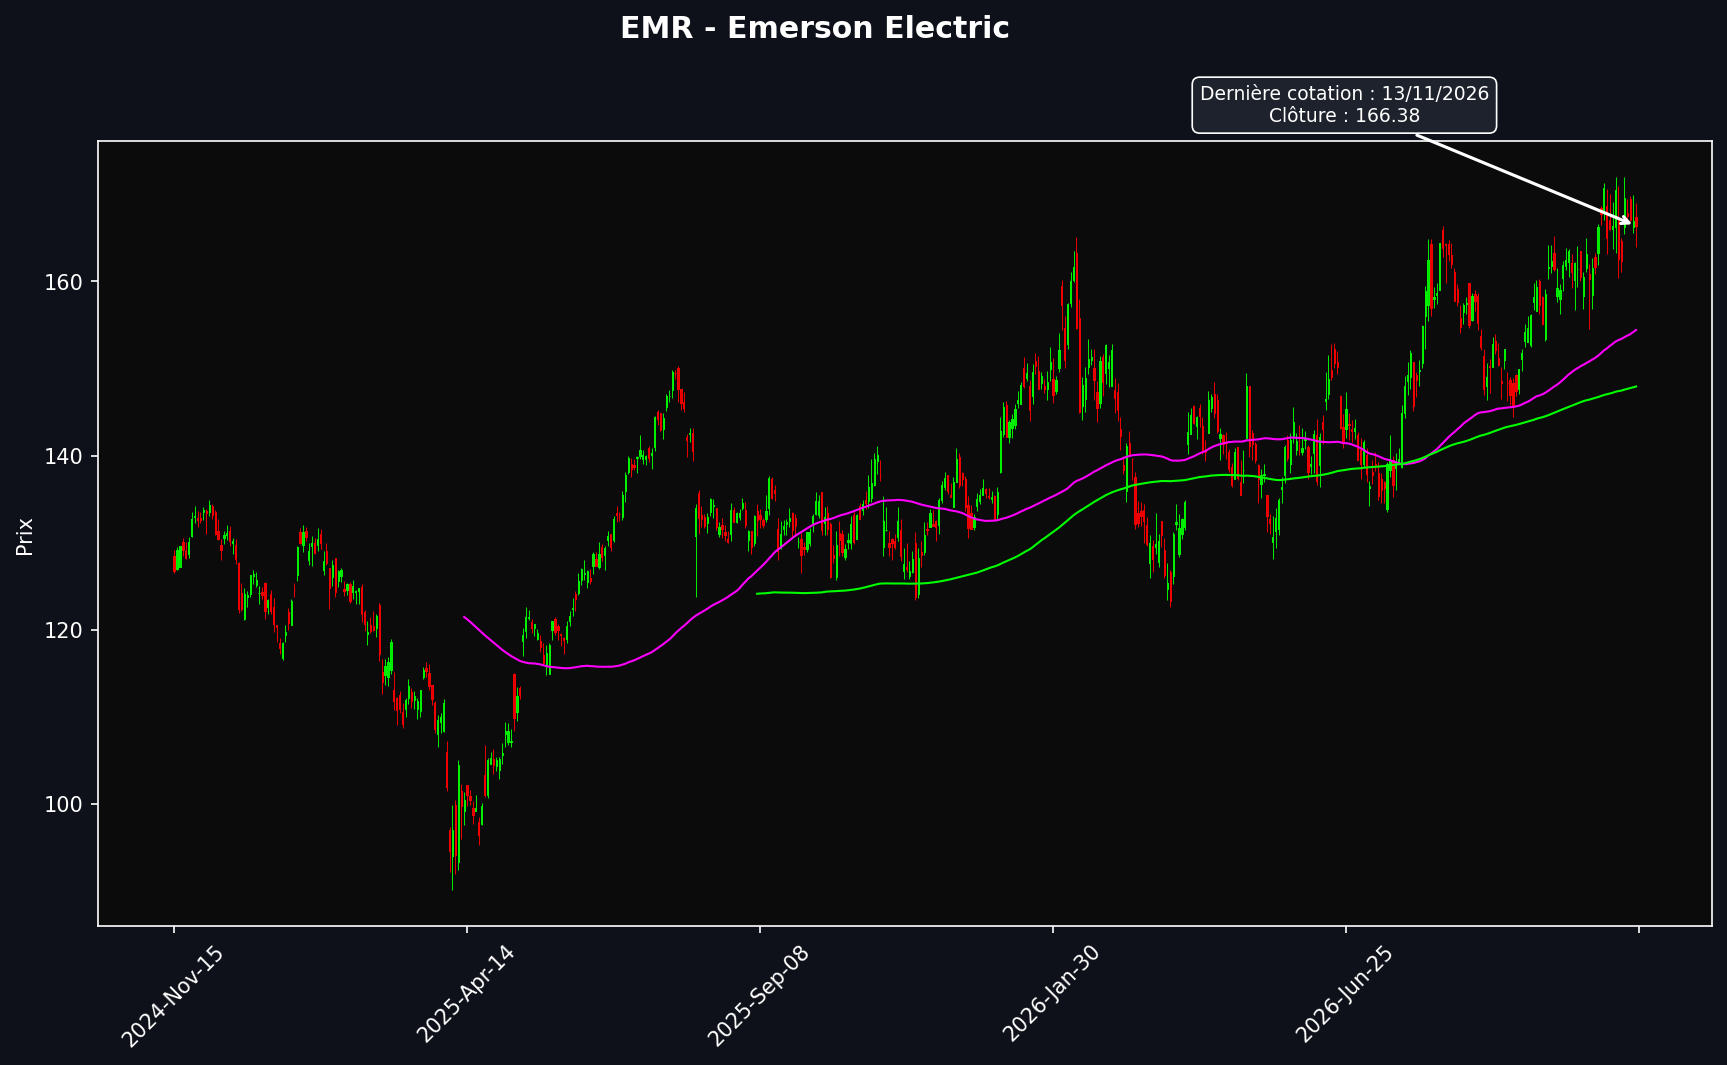 EMR - Emerson Electric
Dernière cotation : 13/11/2026
Clôture : 166.38
Prix
160
140
120
100
2024-Nov-15
2025-Apr-14
2025-Sep-08
2026-Jan-30
2026-Jun-25